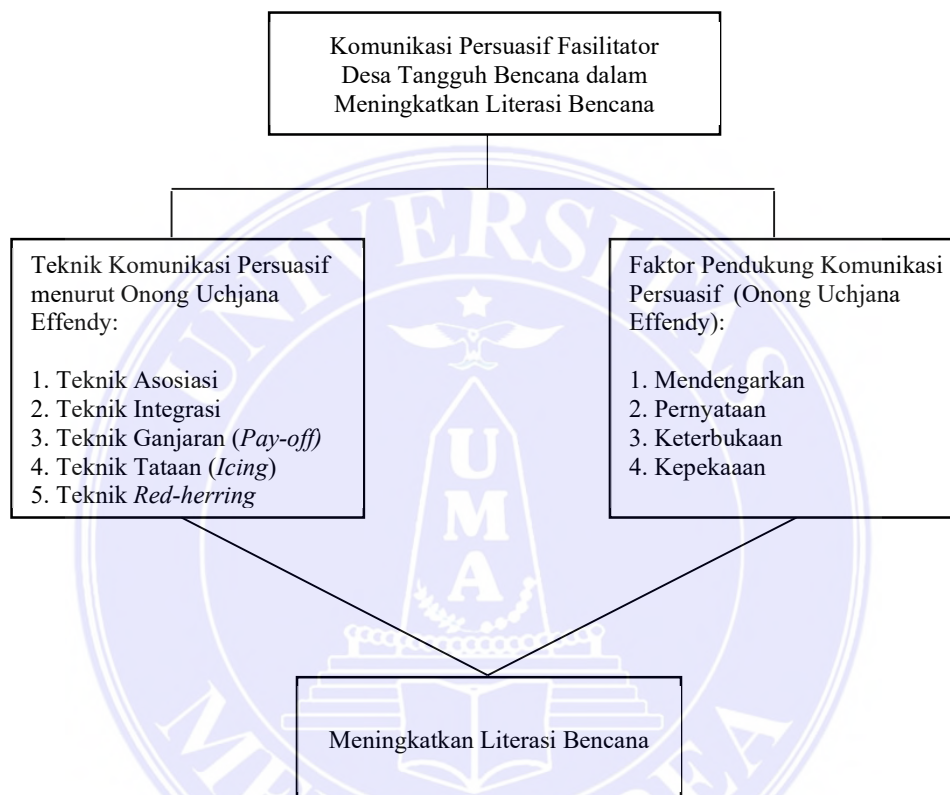 Komunikasi Persuasif Fasilitator
Desa Tangguh Bencana dalam
Meningkatkan Literasi Bencana
Teknik Komunikasi Persuasif
menurut Onong Uchjana
Effendy:
1. Teknik Asosiasi
2. Teknik Integrasi
3. Teknik Ganjaran (Pay-off)
4. Teknik Tataan (Icing)
5. Teknik Red-herring
Faktor Pendukung Komunikasi
Persuasif (Onong Uchjana
Effendy):
1. Mendengarkan
2. Pernyataan
3. Keterbukaan
4. Kepekaaan
Meningkatkan Literasi Bencana
UNIVERSITAS
UMA